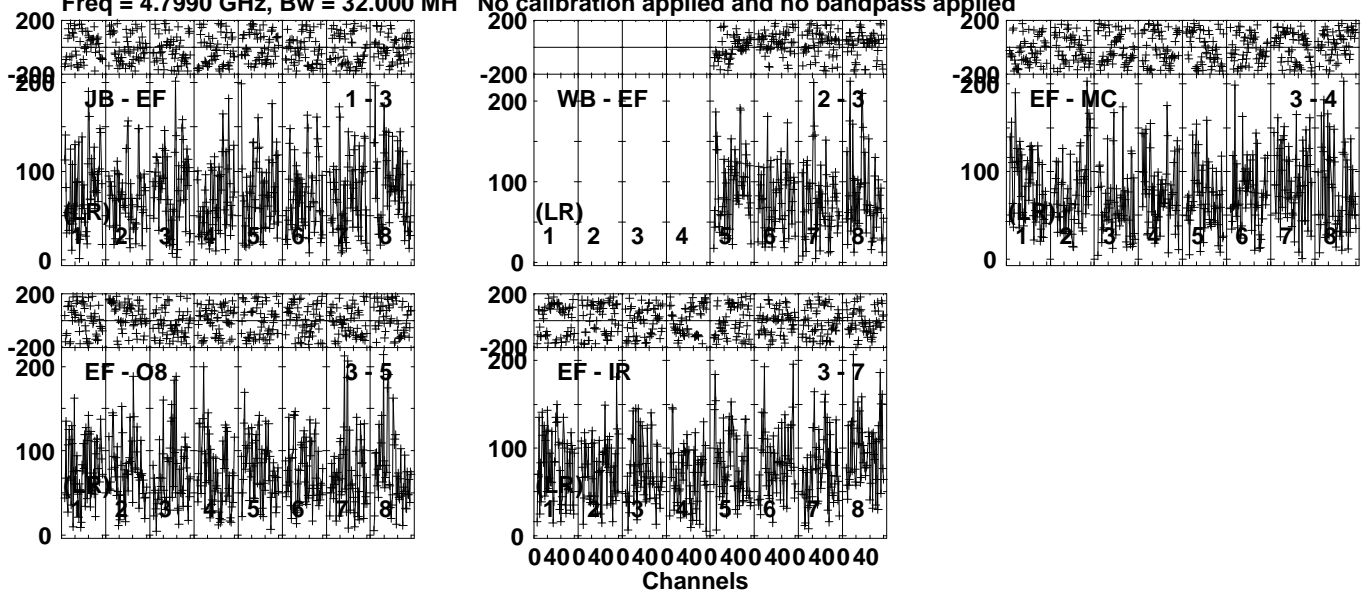 Freq = 4.7990 GHz, Bw = 32.000 MH No calibration applied and no bandpass applied
200
-200
200
100
0
JB - EF 1 - 3
(LR)
1 2 3 4 5 6 7 8
200
-200
200
100
0
WB - EF 2 - 3
(LR)
1 2 3 4 5 6 7 8
200
-200
200
100
0
EF - MC 3 - 4
(LR)
1 2 3 4 5 6 7 8
200
-200
200
100
0
EF - O8 3 - 5
(LR)
1 2 3 4 5 6 7 8
200
-200
200
100
0
EF - IR 3 - 7
(LR)
1 2 3 4 5 6 7 8
0 40 0 40 0 40 0 40 0 40 0 40 0 40 0 40
Channels